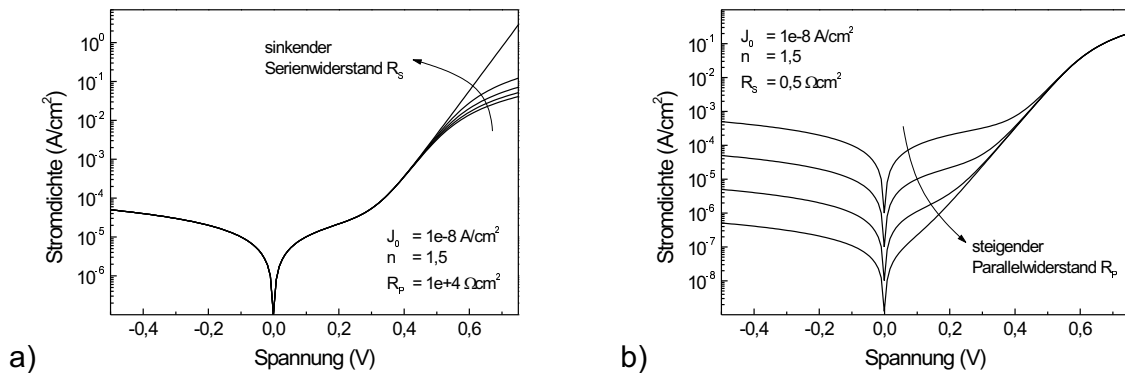 10⁰
10⁻¹
10⁻²
10⁻³
10⁻⁴
10⁻⁵
10⁻⁶
Stromdichte (A/cm²)
sinkender
Serienwiderstand R_S
J_0 = 1e-8 A/cm²
n = 1,5
R_P = 1e+4 Ωcm²
-0,4 -0,2 0,0 0,2 0,4 0,6
Spannung (V)
a)
10⁻¹
10⁻²
10⁻³
10⁻⁴
10⁻⁵
10⁻⁶
10⁻⁷
10⁻⁸
Stromdichte (A/cm²)
J_0 = 1e-8 A/cm²
n = 1,5
R_S = 0,5 Ωcm²
steigender
Parallelwiderstand R_P
-0,4 -0,2 0,0 0,2 0,4 0,6
Spannung (V)
b)